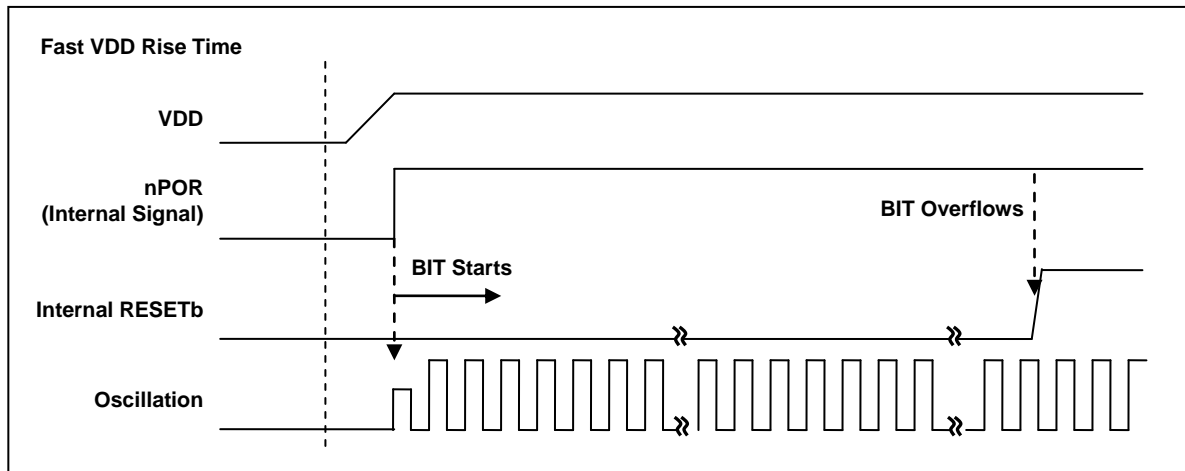 Fast VDD Rise Time
VDD
nPOR
(Internal Signal)
BIT Overflows
BIT Starts
Internal RESETb
Oscillation